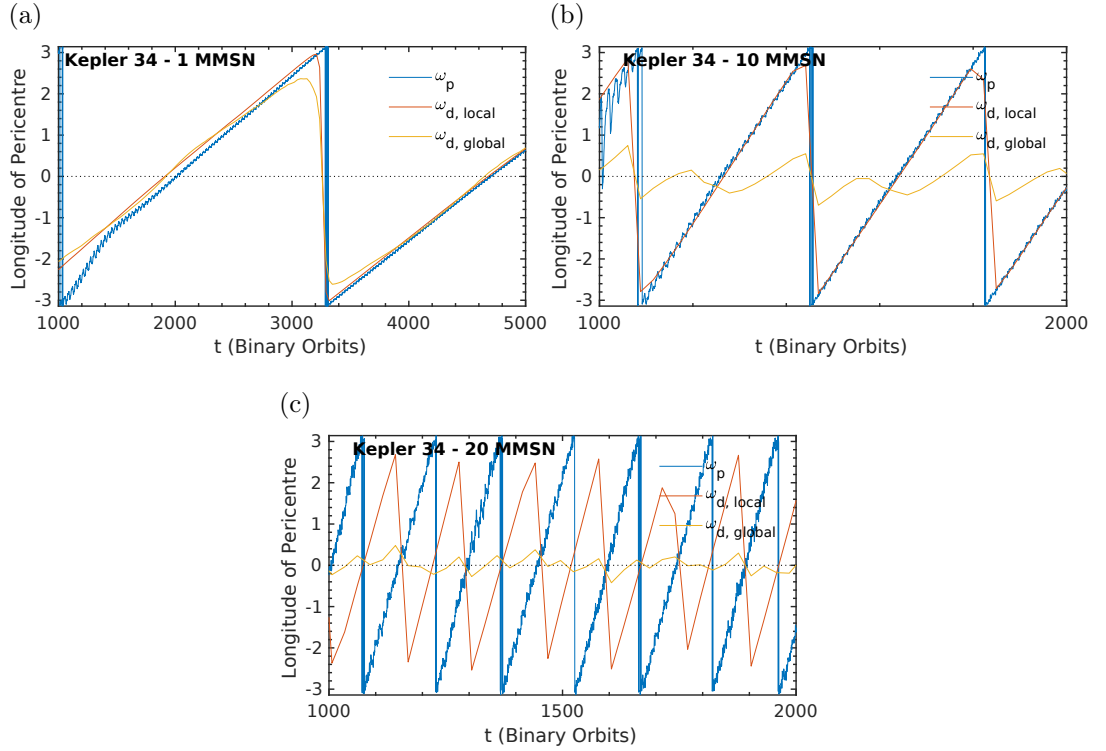 (a)
Kepler 34 - 1 MMSN
ω_p
ω_d, local
ω_d, global
Longitude of Pericentre
3
2
1
0
-1
-2
-3
1000 2000 3000 4000 5000
t (Binary Orbits)
(b)
Kepler 34 - 10 MMSN
ω_p
ω_d, local
ω_d, global
Longitude of Pericentre
3
2
1
0
-1
-2
-3
1000 2000
t (Binary Orbits)
(c)
Kepler 34 - 20 MMSN
ω_p
ω_d, local
ω_d, global
Longitude of Pericentre
3
2
1
0
-1
-2
-3
1000 1500 2000
t (Binary Orbits)